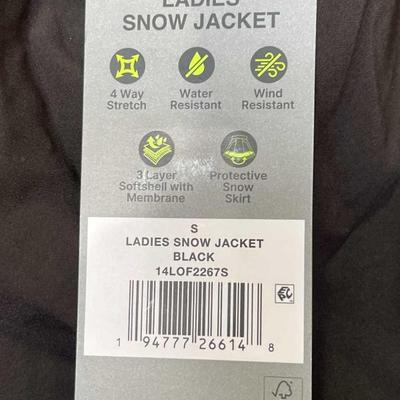 LADIES
SNOW JACKET
4 Way
Stretch
Water
Resistant
Wind
Resistant
3 Layer
Softshell with
Membrane
Protective
Snow
Skirt
S
LADIES SNOW JACKET
BLACK
14LOF2267S
1 94777 26614 8